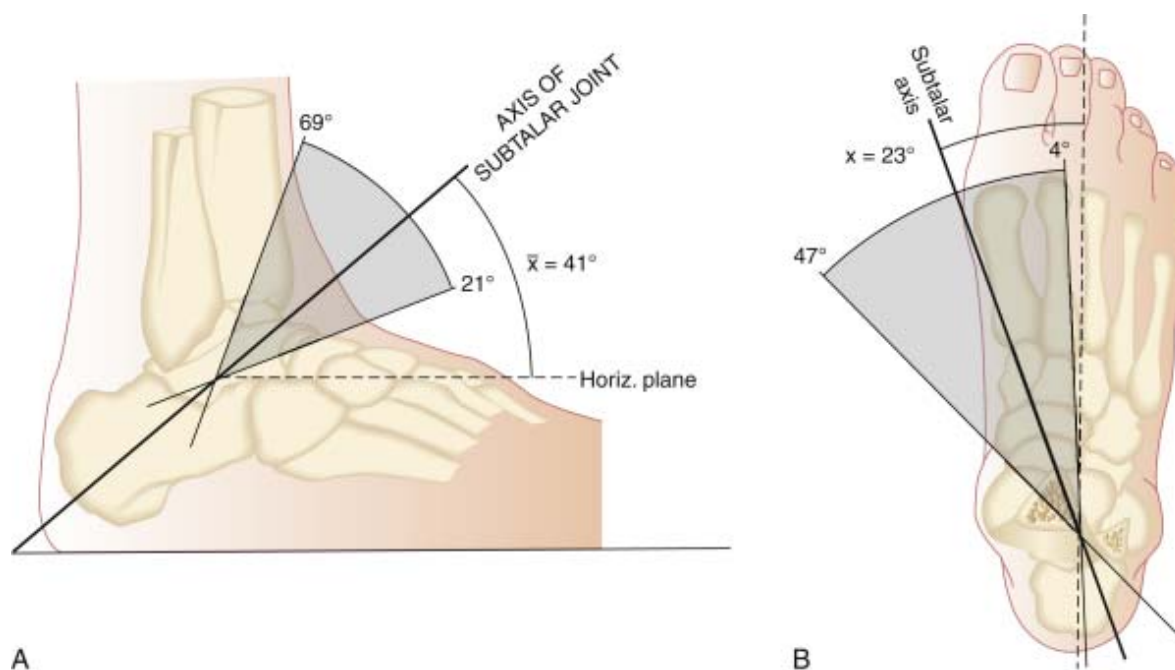 69°
AXIS OF
SUBTALAR JOINT
x̅ = 41°
21°
Horiz. plane
A
Subtalar
axis
x = 23°
4°
47°
B